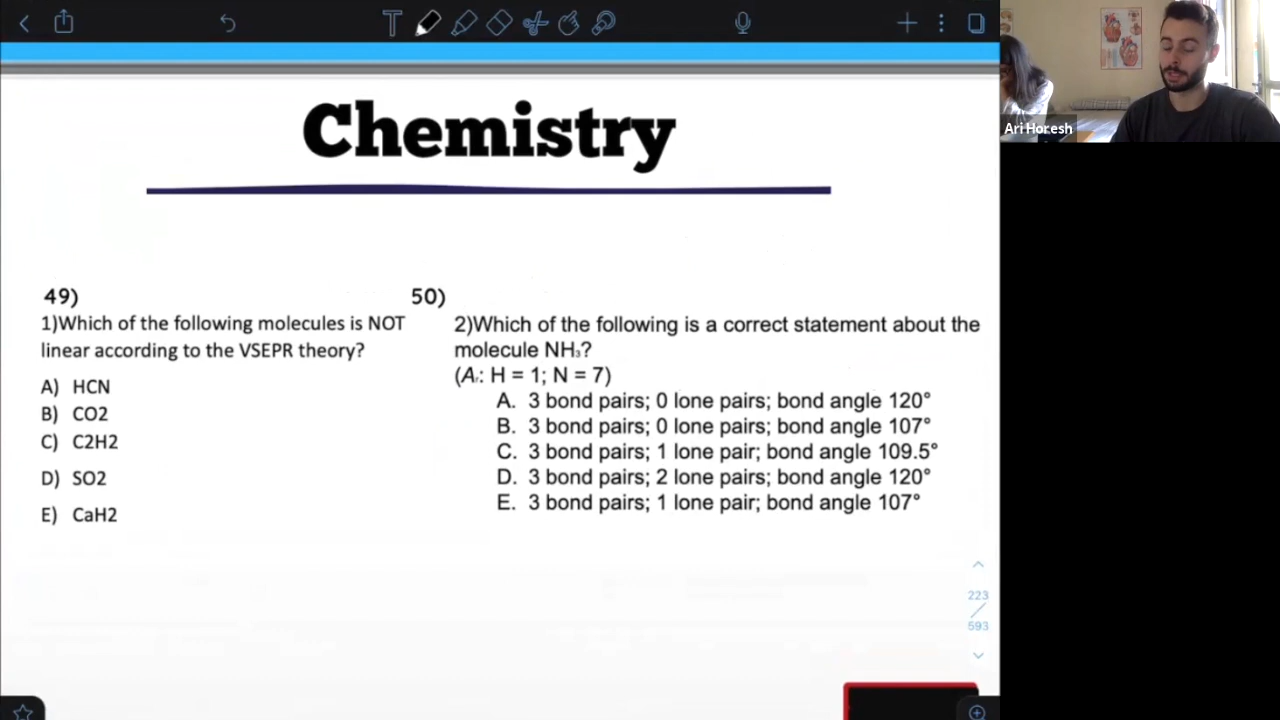 Chemistry
Ari Horesh
49)
1)Which of the following molecules is NOT
linear according to the VSEPR theory?
A) HCN
B) CO2
C) C2H2
D) SO2
E) CaH2
50)
2)Which of the following is a correct statement about the
molecule NH₃?
(Aᵣ: H = 1; N = 7)
A. 3 bond pairs; 0 lone pairs; bond angle 120°
B. 3 bond pairs; 0 lone pairs; bond angle 107°
C. 3 bond pairs; 1 lone pair; bond angle 109.5°
D. 3 bond pairs; 2 lone pairs; bond angle 120°
E. 3 bond pairs; 1 lone pair; bond angle 107°
223
593